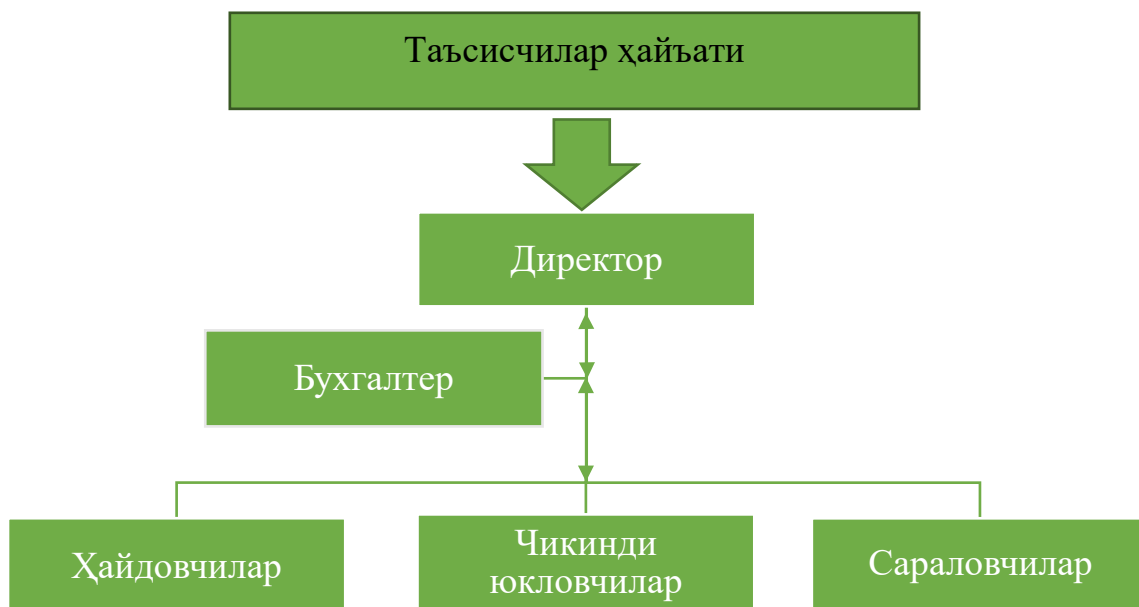 Таъсисчилар ҳайъати
Директор
Бухгалтер
Ҳайдовчилар
Чикинди
юкловчилар
Сараловчилар